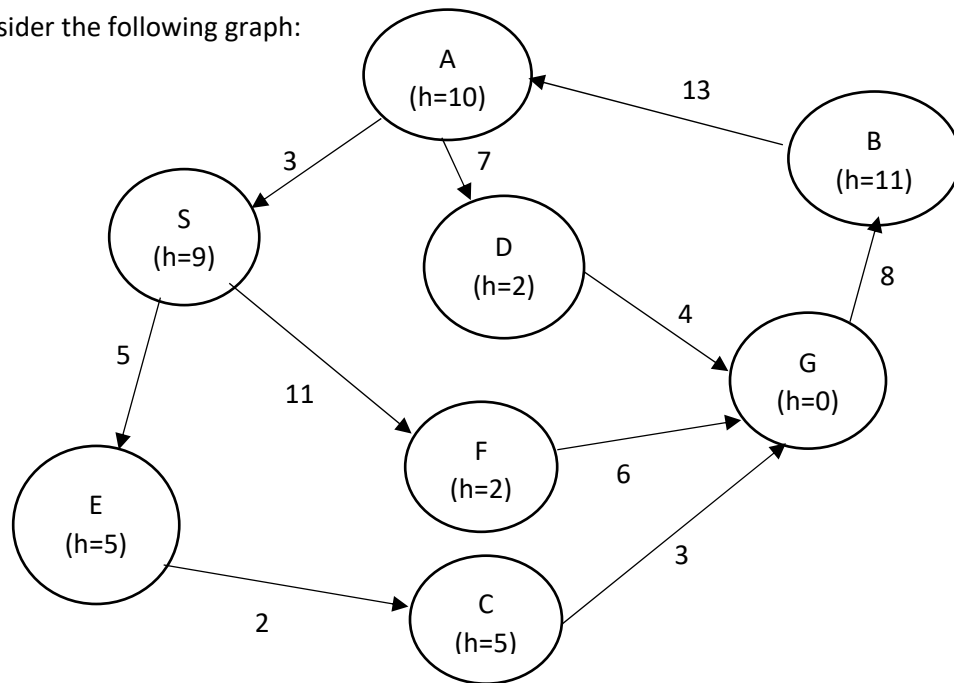 sider the following graph:
A
(h=10)
13
B
(h=11)
3
7
S
(h=9)
D
(h=2)
8
4
5
G
(h=0)
11
F
(h=2)
6
E
(h=5)
3
C
(h=5)
2